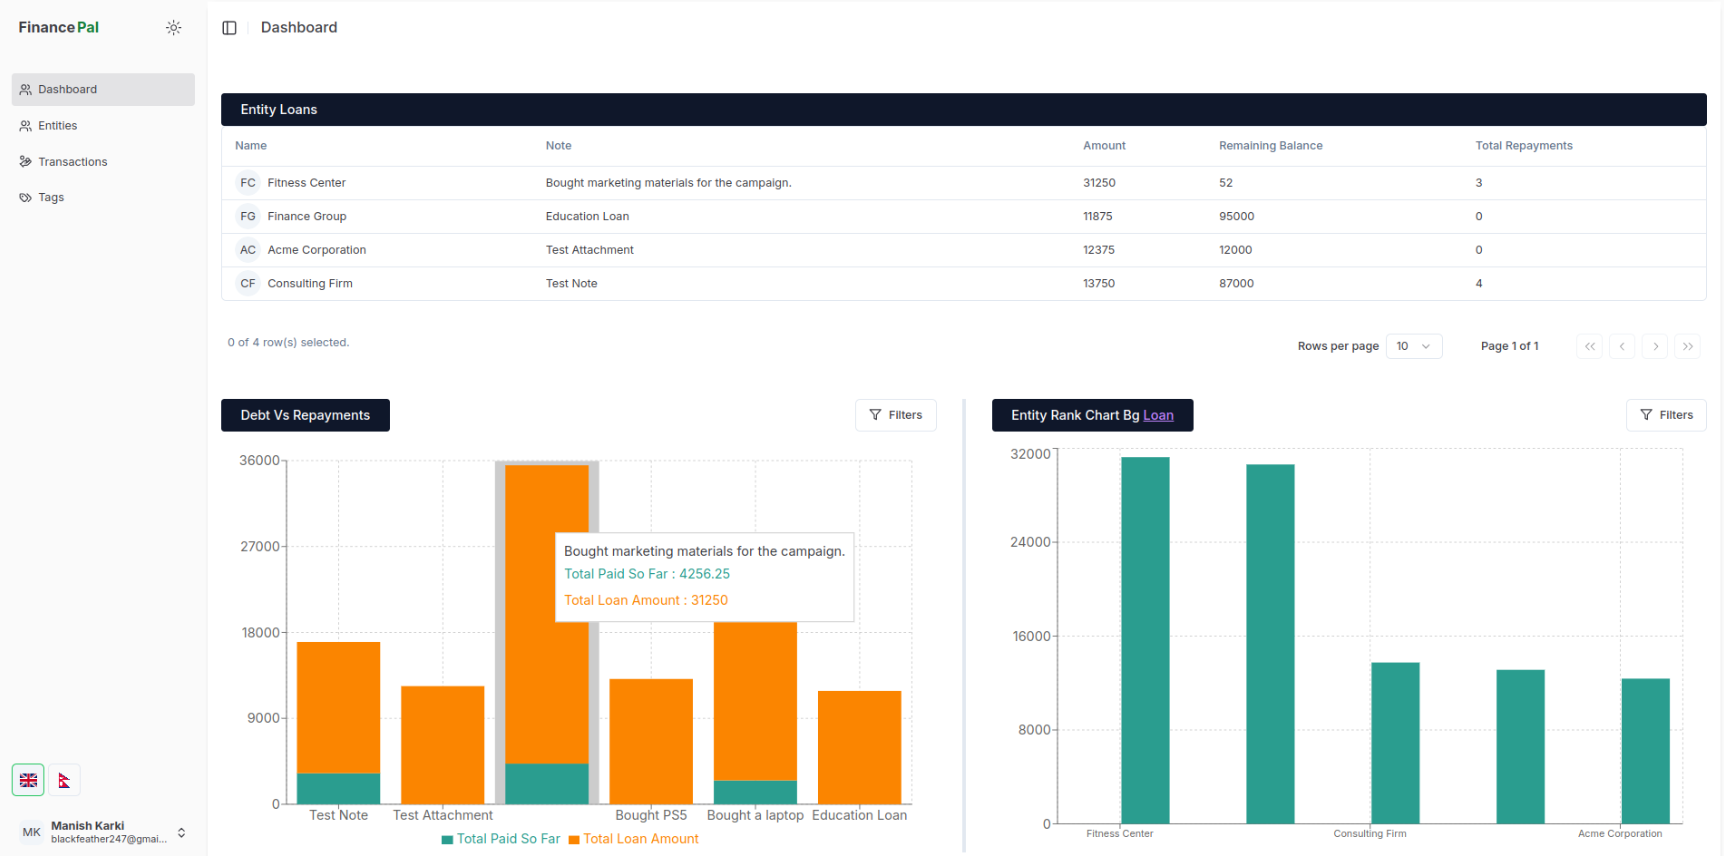 FinancePal
Dashboard
Dashboard
Entities
Transactions
Tags
Entity Loans
Name Note Amount Remaining Balance Total Repayments
FC Fitness Center Bought marketing materials for the campaign. 31250 52 3
FG Finance Group Education Loan 11875 95000 0
AC Acme Corporation Test Attachment 12375 12000 0
CF Consulting Firm Test Note 13750 87000 4
0 of 4 row(s) selected.
Rows per page 10 Page 1 of 1
Debt Vs Repayments
Filters
36000
27000
18000
9000
0
Bought marketing materials for the campaign.
Total Paid So Far : 4256.25
Total Loan Amount : 31250
Test Note Test Attachment Bought PS5 Bought a laptop Education Loan
Total Paid So Far Total Loan Amount
Entity Rank Chart Bg Loan
Filters
32000
24000
16000
8000
0
Fitness Center Consulting Firm Acme Corporation
MK
Manish Karki
blackfeather247@gmai...